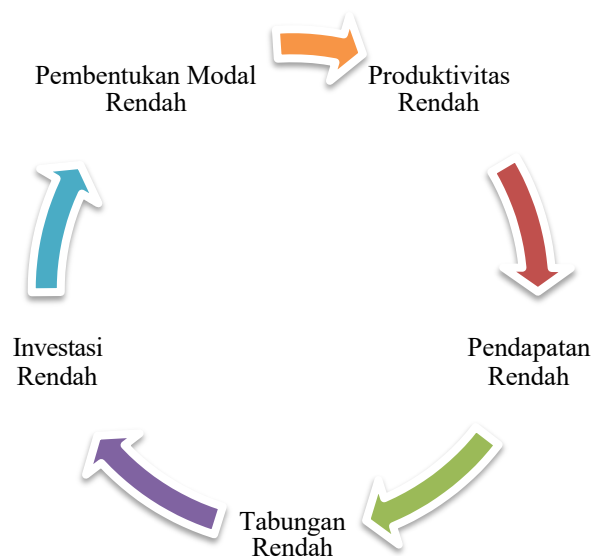 Pembentukan Modal
Rendah
Produktivitas
Rendah
Pendapatan
Rendah
Tabungan
Rendah
Investasi
Rendah